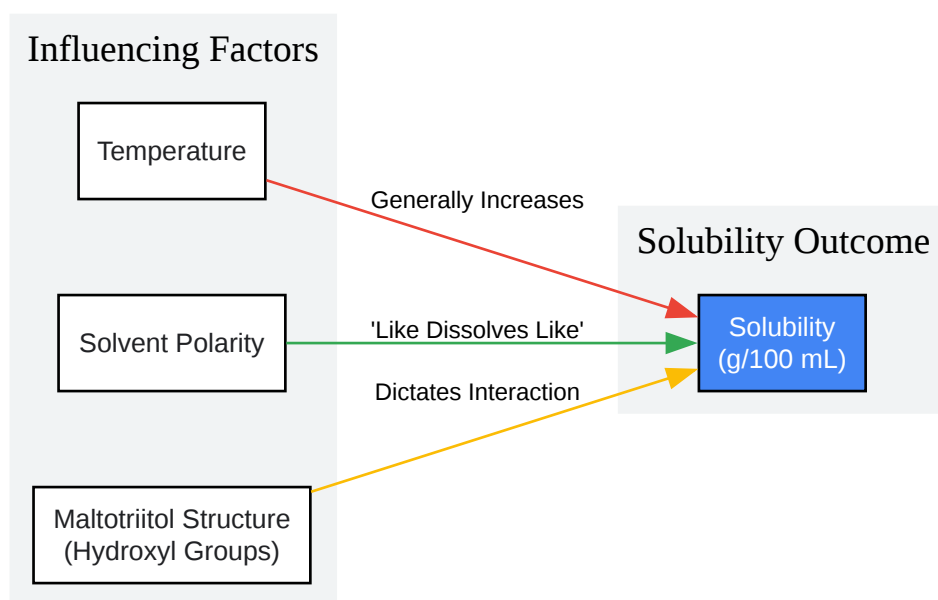 Influencing Factors
Temperature
Generally Increases
Solubility Outcome
Solvent Polarity
'Like Dissolves Like'
Solubility
(g/100 mL)
Dictates Interaction
Maltotriitol Structure
(Hydroxyl Groups)